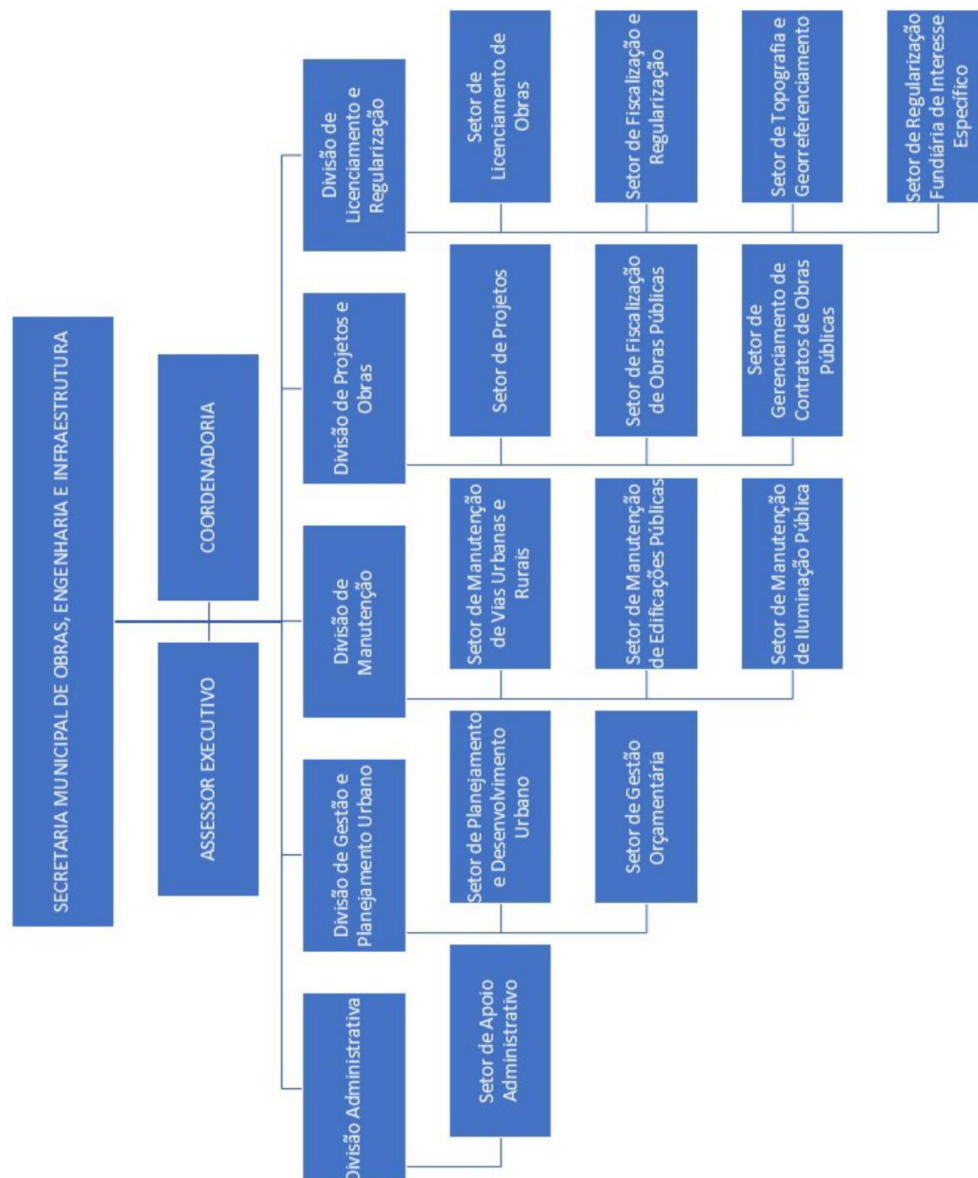 SECRETARIA MUNICIPAL DE OBRAS, ENGENHARIA E INFRAESTRUTURA
ASSESSOR EXECUTIVO
COORDENADORIA
Divisão Administrativa
Setor de Apoio
Administrativo
Divisão de Gestão e
Planejamento Urbano
Setor de Planejamento
e Desenvolvimento
Urbano
Setor de Gestão
Orçamentária
Divisão de
Manutenção
Setor de Manutenção
de Vias Urbanas e
Rurais
Setor de Manutenção
de Edificações Públicas
Setor de Manutenção
de Iluminação Pública
Divisão de Projetos e
Obras
Setor de Projetos
Setor de Fiscalização
de Obras Públicas
Setor de
Gerenciamento de
Contratos de Obras
Públicas
Divisão de
Licenciamento e
Regularização
Setor de
Licenciamento de
Obras
Setor de Fiscalização e
Regularização
Setor de Topografia e
Georreferenciamento
Setor de Regularização
Fundiária de Interesse
Específico